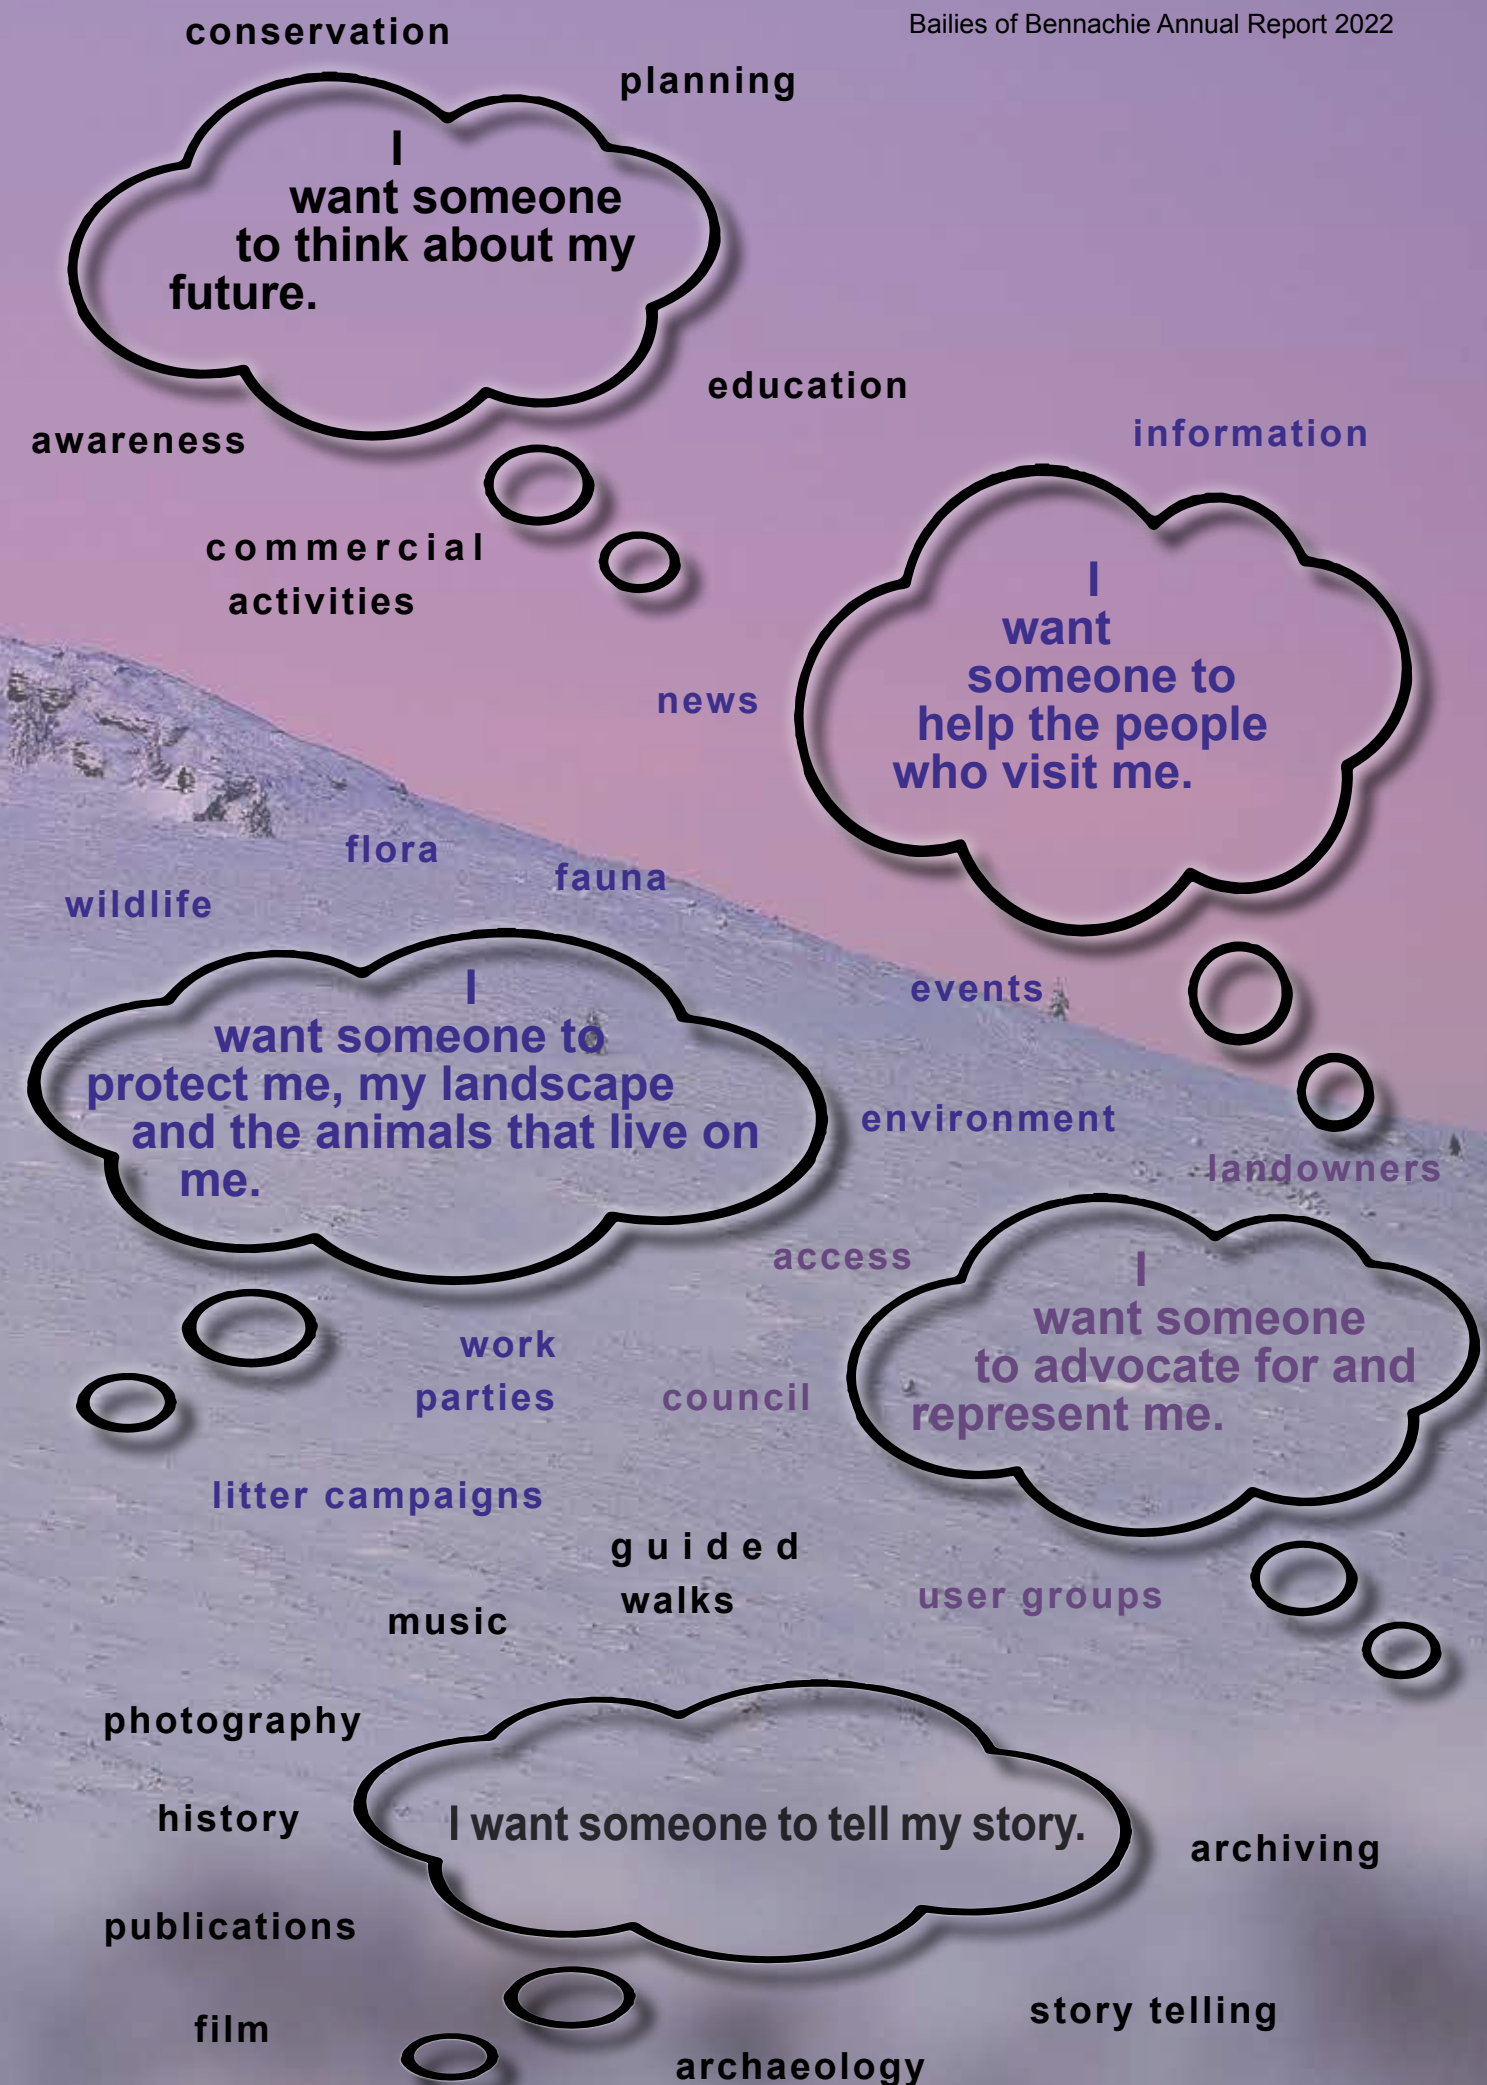 Bailies of Bennachie Annual Report 2022
conservation
planning
I
want someone
to think about my
future.
education
awareness
commercial
activities
information
I
want
someone to
help the people
who visit me.
news
flora
fauna
wildlife
events
I
want someone to
protect me, my landscape
and the animals that live on
me.
environment
landowners
access
I
want someone
to advocate for and
represent me.
work
parties
council
litter campaigns
guided
walks
user groups
music
photography
history
I want someone to tell my story.
archiving
publications
film
story telling
archaeology